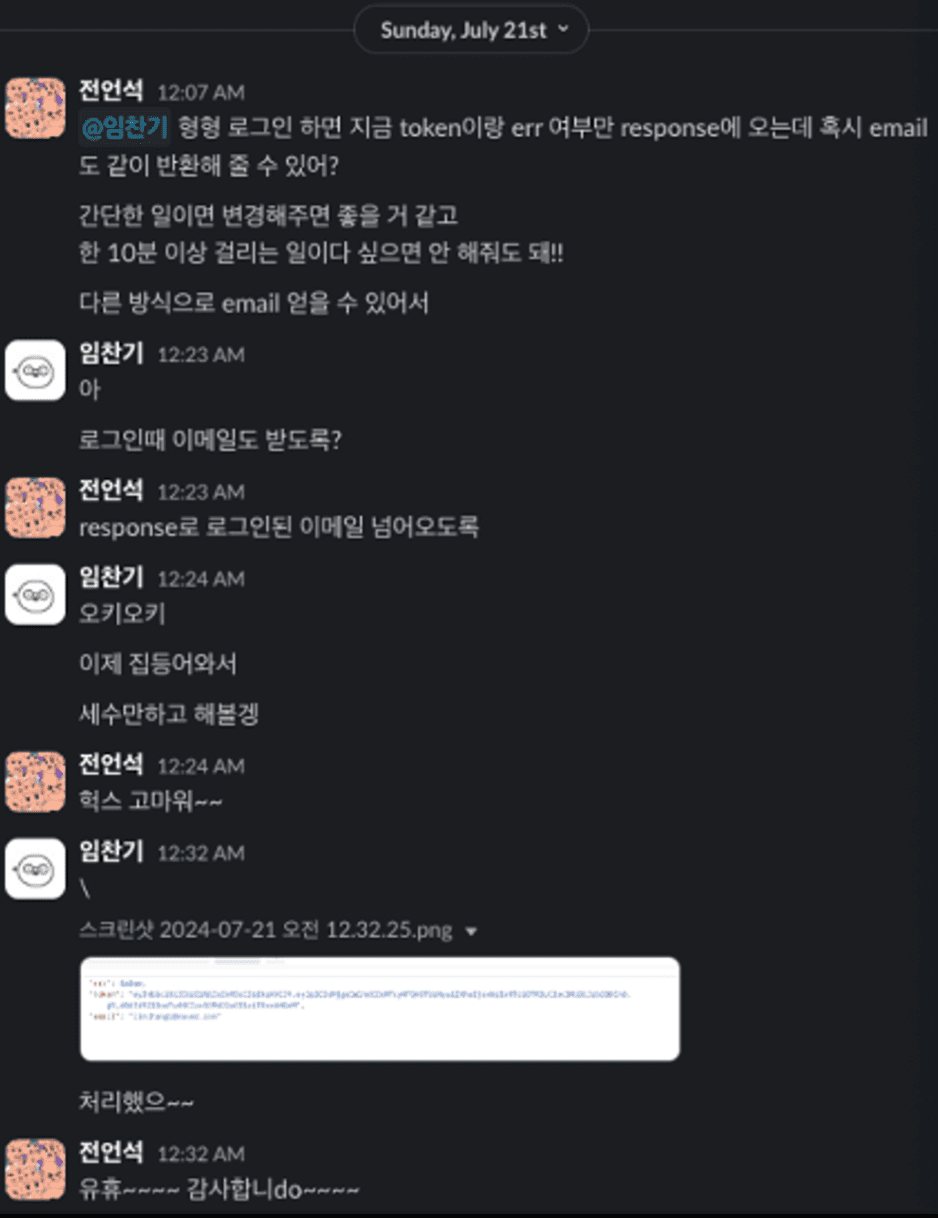 Sunday, July 21st
전언석 12:07 AM
@임찬기 형형 로그인 하면 지금 token이랑 err 여부만 response에 오는데 혹시 email
도 같이 반환해 줄 수 있어?
간단한 일이면 변경해주면 좋을 거 같고
한 10분 이상 걸리는 일이다 싶으면 안 해줘도 돼!!
다른 방식으로 email 얻을 수 있어서
임찬기 12:23 AM
아
로그인때 이메일도 받도록?
전언석 12:23 AM
response로 로그인된 이메일 넘어오도록
임찬기 12:24 AM
오키오키
이제 집등어와서
세수만하고 해볼겡
전언석 12:24 AM
헉스 고마워~~
임찬기 12:32 AM
\
스크린샷 2024-07-21 오전 12.32.25.png
"err":
"token":
"email":
처리했으~~
전언석 12:32 AM
유휴~~~~ 감사합니do~~~~